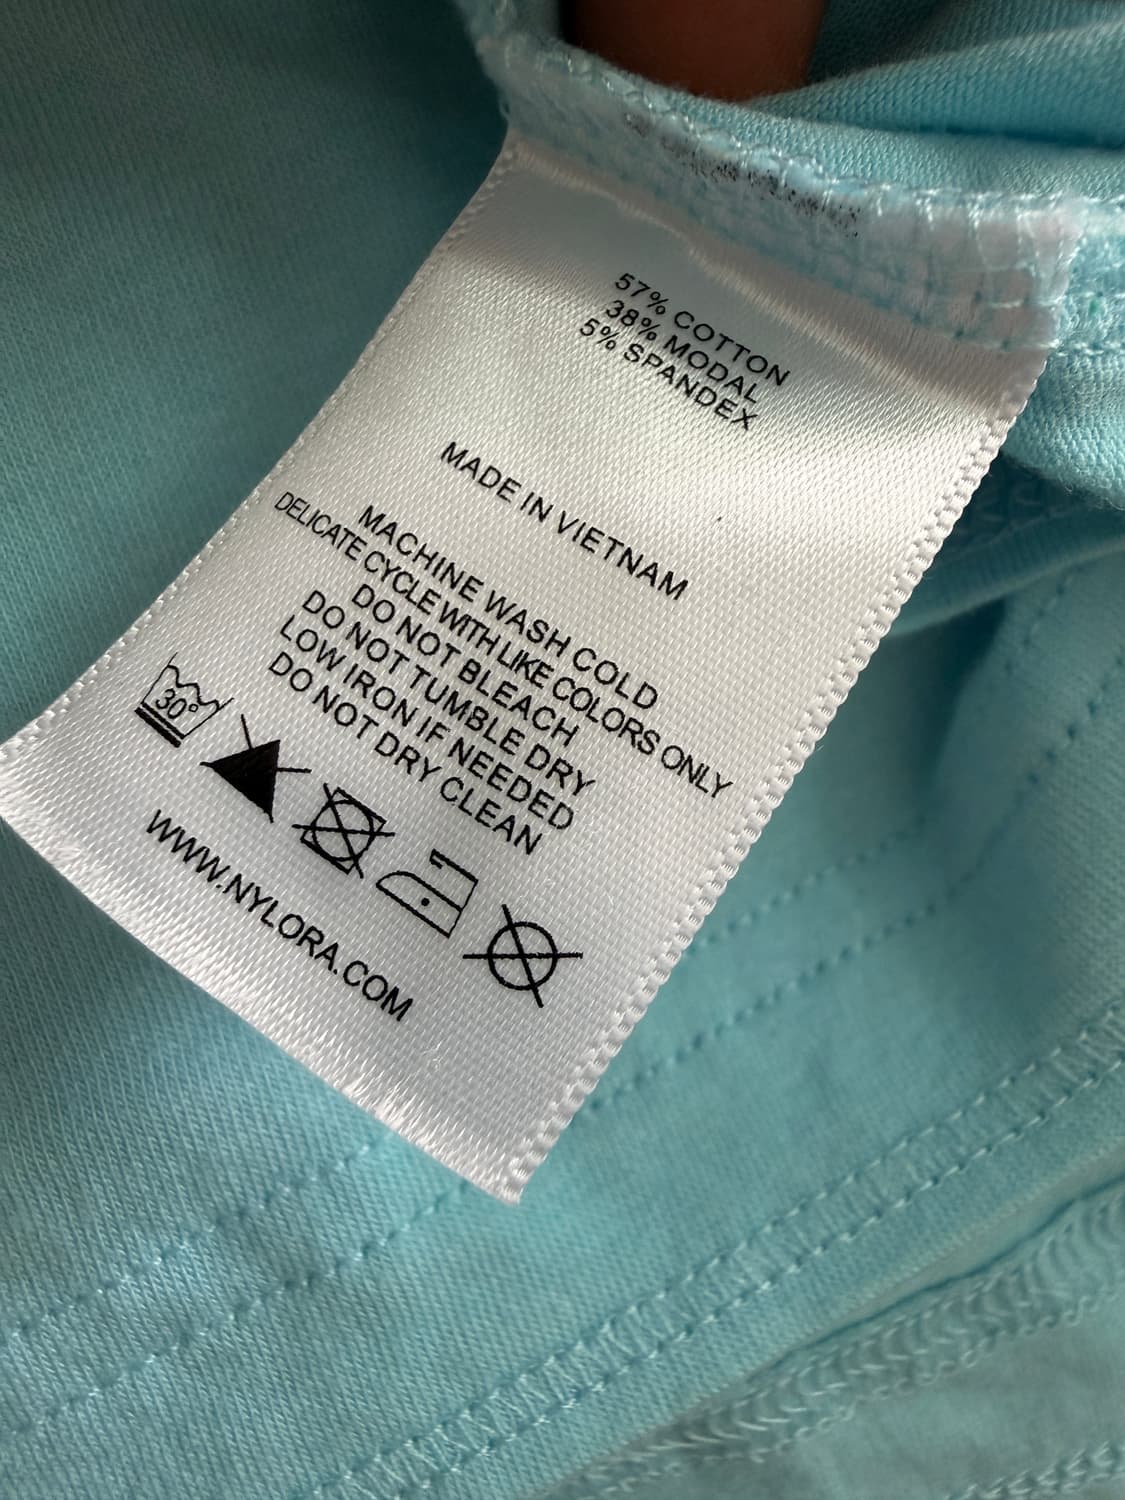 57% COTTON
38% MODAL
5% SPANDEX
MADE IN VIETNAM
MACHINE WASH COLD
DELICATE CYCLE WITH LIKE COLORS ONLY
DO NOT BLEACH
DO NOT TUMBLE DRY
LOW IRON IF NEEDED
DO NOT DRY CLEAN
30°
WWW.NYLORA.COM